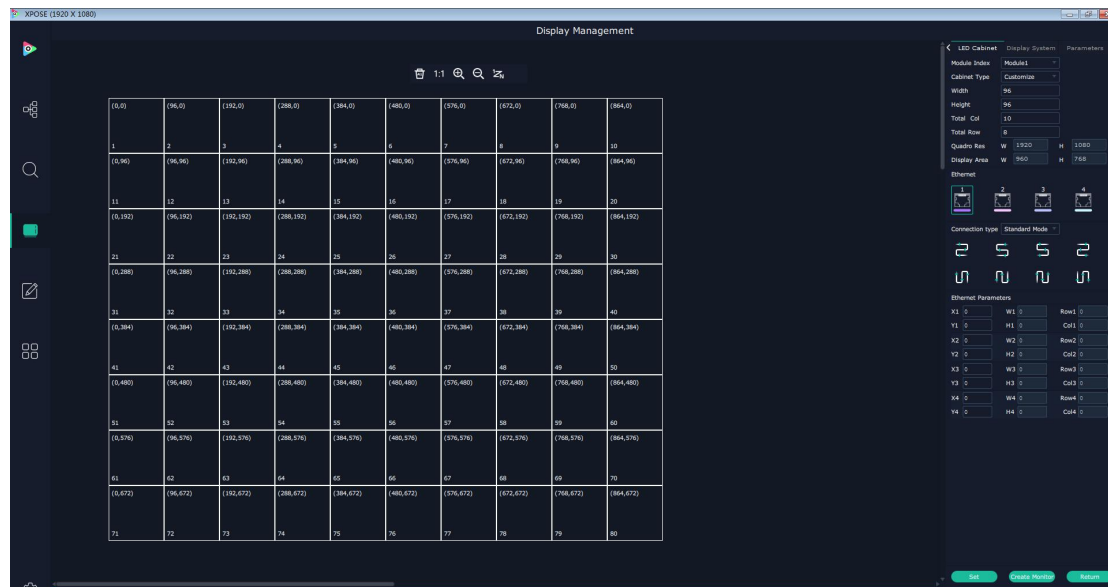 XPOSE (1920 X 1080)
Display Management
1:1
(0,0) (96,0) (192,0) (288,0) (384,0) (480,0) (576,0) (672,0) (768,0) (864,0)
1 2 3 4 5 6 7 8 9 10
(0,96) (96,96) (192,96) (288,96) (384,96) (480,96) (576,96) (672,96) (768,96) (864,96)
11 12 13 14 15 16 17 18 19 20
(0,192) (96,192) (192,192) (288,192) (384,192) (480,192) (576,192) (672,192) (768,192) (864,192)
21 22 23 24 25 26 27 28 29 30
(0,288) (96,288) (192,288) (288,288) (384,288) (480,288) (576,288) (672,288) (768,288) (864,288)
31 32 33 34 35 36 37 38 39 40
(0,384) (96,384) (192,384) (288,384) (384,384) (480,384) (576,384) (672,384) (768,384) (864,384)
41 42 43 44 45 46 47 48 49 50
(0,480) (96,480) (192,480) (288,480) (384,480) (480,480) (576,480) (672,480) (768,480) (864,480)
51 52 53 54 55 56 57 58 59 60
(0,576) (96,576) (192,576) (288,576) (384,576) (480,576) (576,576) (672,576) (768,576) (864,576)
61 62 63 64 65 66 67 68 69 70
(0,672) (96,672) (192,672) (288,672) (384,672) (480,672) (576,672) (672,672) (768,672) (864,672)
71 72 73 74 75 76 77 78 79 80
LED Cabinet Display System Parameters
Module Index Module1
Cabinet Type Customize
Width 96
Height 96
Total Col 10
Total Row 8
Quadro Res W 1920 H 1080
Display Area W 960 H 768
Ethernet
1 2 3 4
Connection type Standard Mode
Ethernet Parameters
X1 0 W1 0 Row1 0
Y1 0 H1 0 Col1 0
X2 0 W2 0 Row2 0
Y2 0 H2 0 Col2 0
X3 0 W3 0 Row3 0
Y3 0 H3 0 Col3 0
X4 0 W4 0 Row4 0
Y4 0 H4 0 Col4 0
Set Create Monitor Return